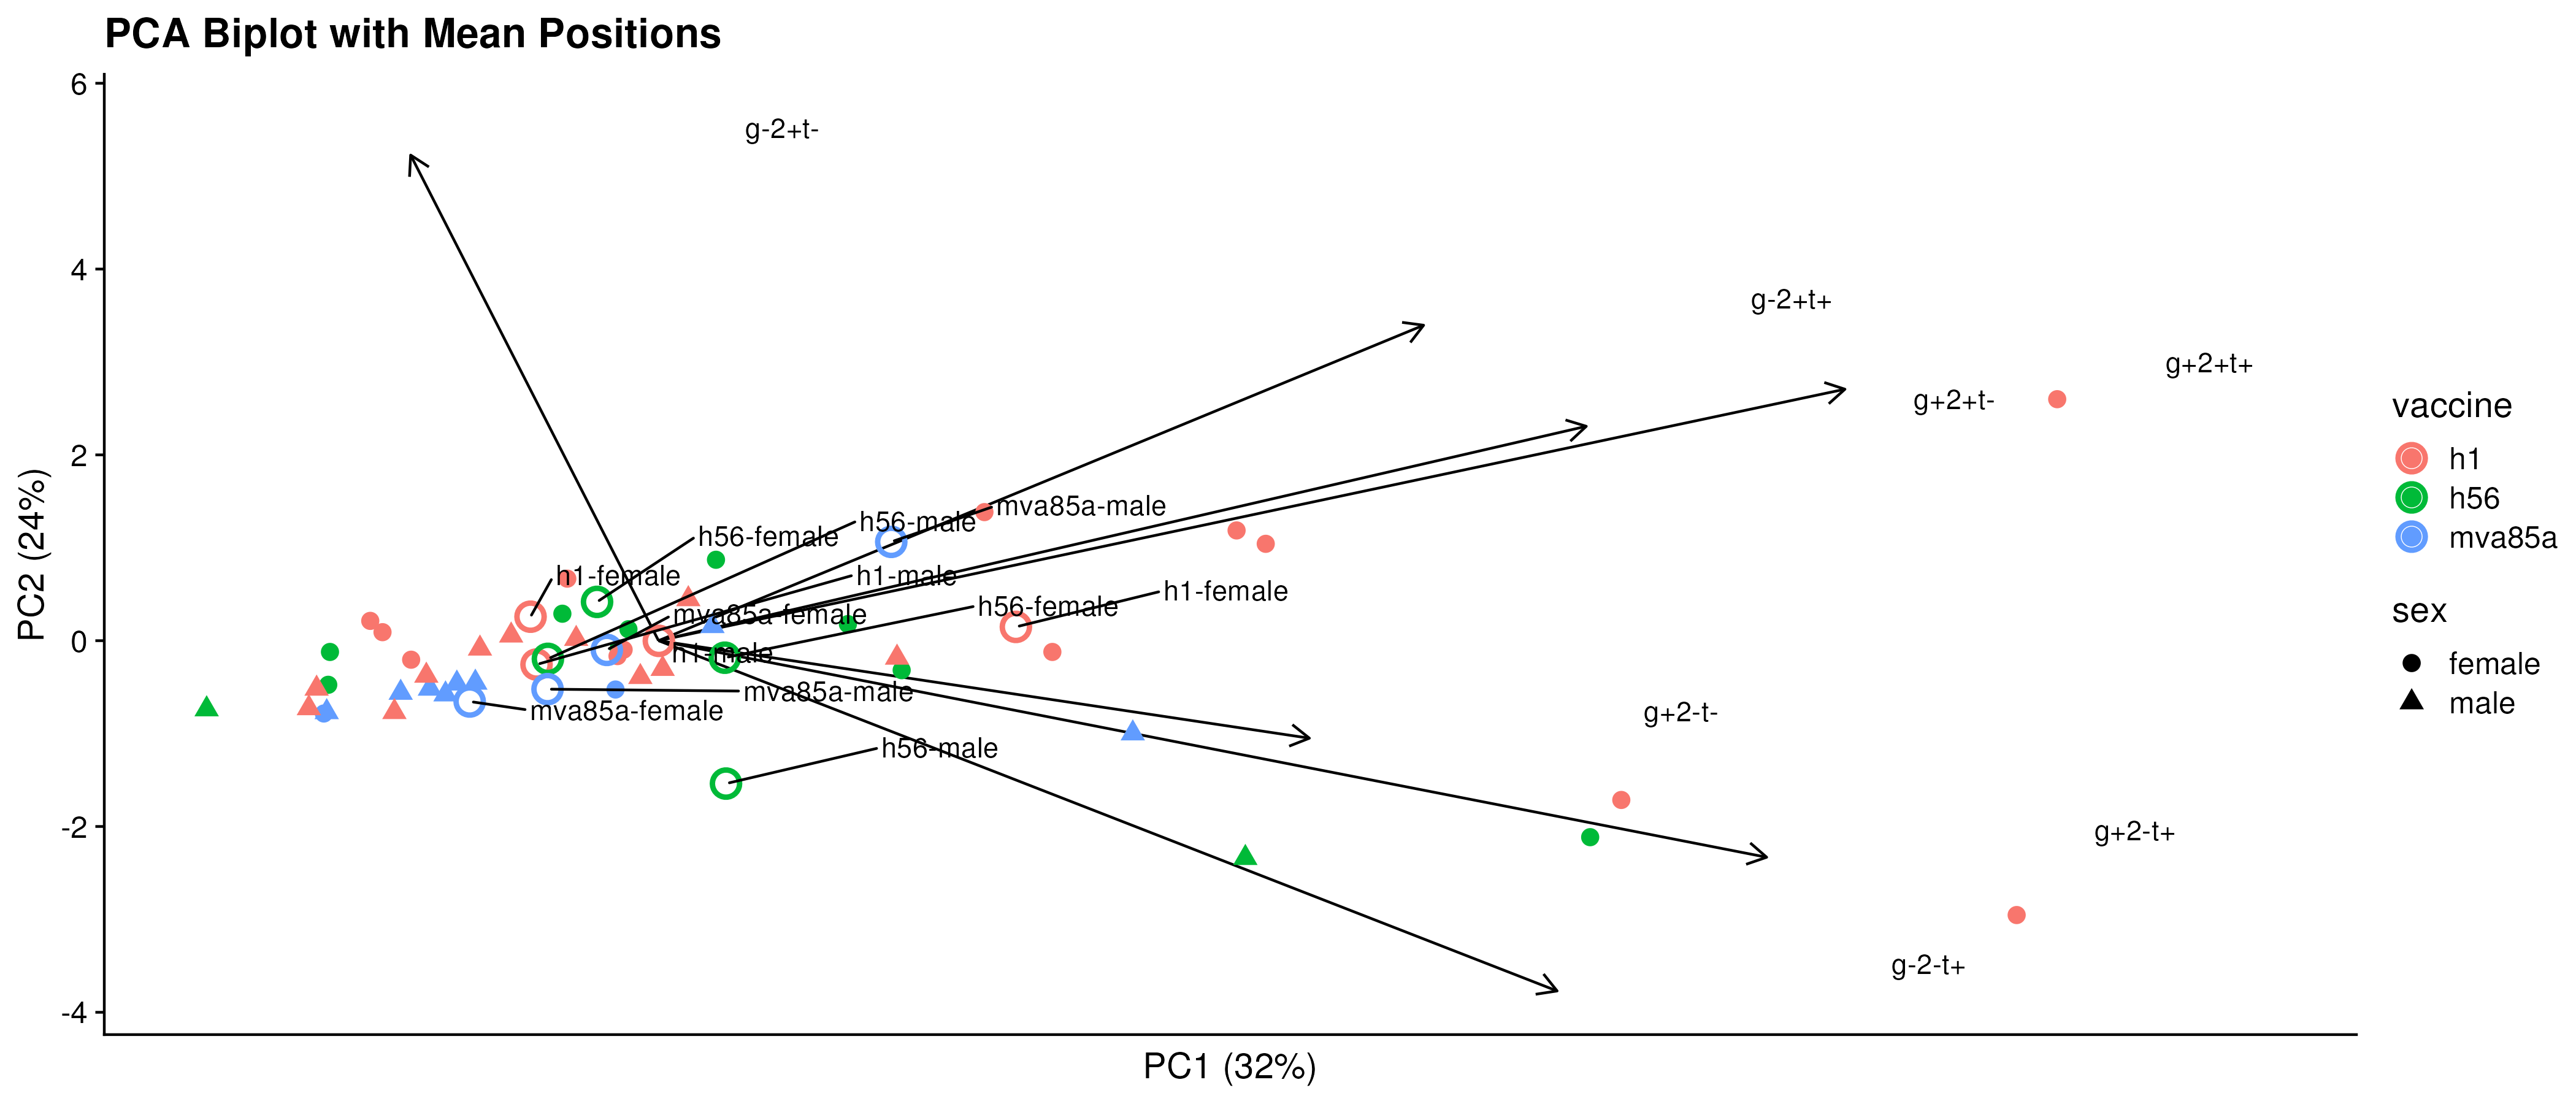 PCA Biplot with Mean Positions
6
4
2
0
-2
-4
PC2 (24%)
PC1 (32%)
g-2+t-
g-2+t+
g+2+t+
g+2+t-
mva85a-male
h56-male
h56-female
h1-female
h1-male
h1-female
h56-female
mva85a-female
h1-male
mva85a-male
mva85a-female
h56-male
g+2-t-
g+2-t+
g-2-t+
vaccine
h1
h56
mva85a
sex
female
male